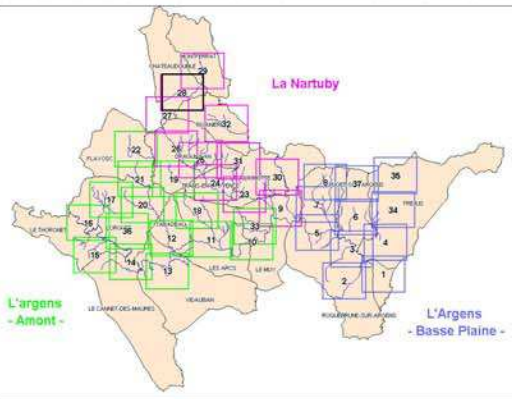 MONTFERRAT
29
CHATEAUDOUBLE
La Nartuby
28
27
32
22
26
FLAYOSC
31
21
19
24
30
35
37
17
20
23
18
9
34
FREJUS
6
16
LE THORONET
36
33
5
12
11
10
4
3
15
14
13
LES ARCS
LE MUY
2
1
L'argens
- Amont -
LE CANNET-DES-MAURES
VIDAUBAN
ROQUEBRUNE-SUR-ARGENS
L'Argens
- Basse Plaine -